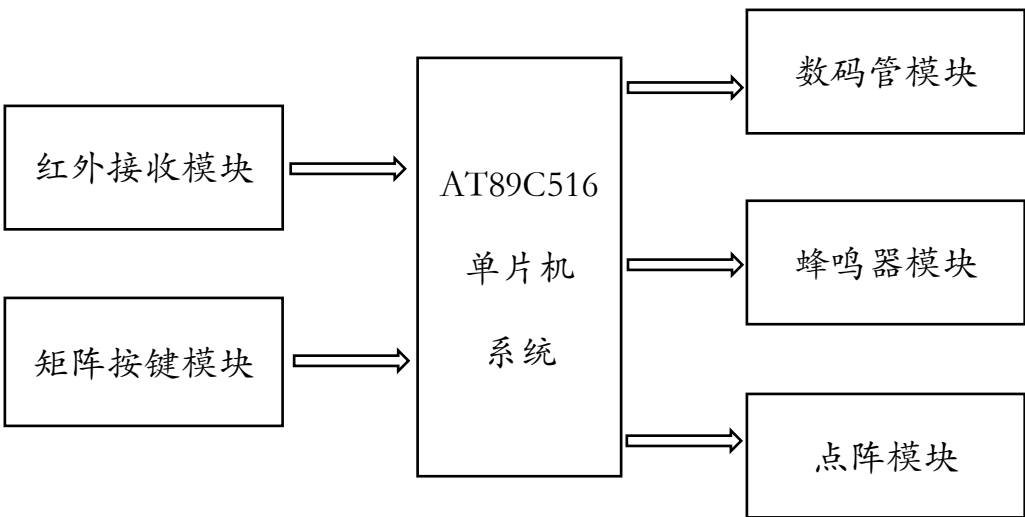 红外接收模块
矩阵按键模块
AT89C516
单片机
系统
数码管模块
蜂鸣器模块
点阵模块